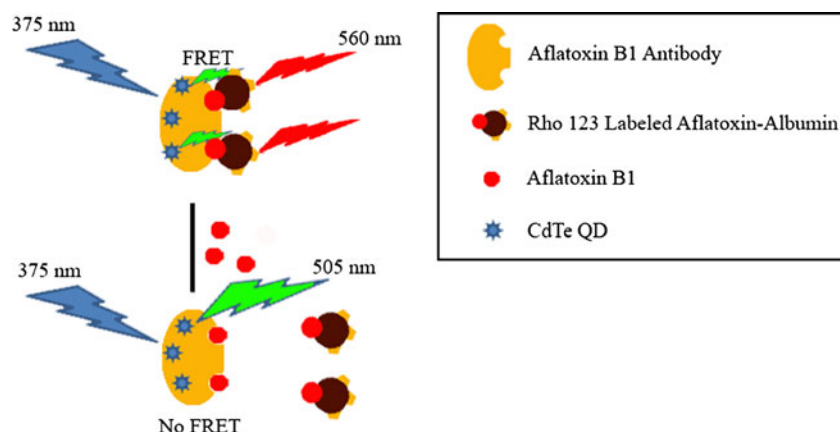 375 nm
FRET
560 nm
375 nm
505 nm
No FRET
Aflatoxin B1 Antibody
Rho 123 Labeled Aflatoxin-Albumin
Aflatoxin B1
CdTe QD